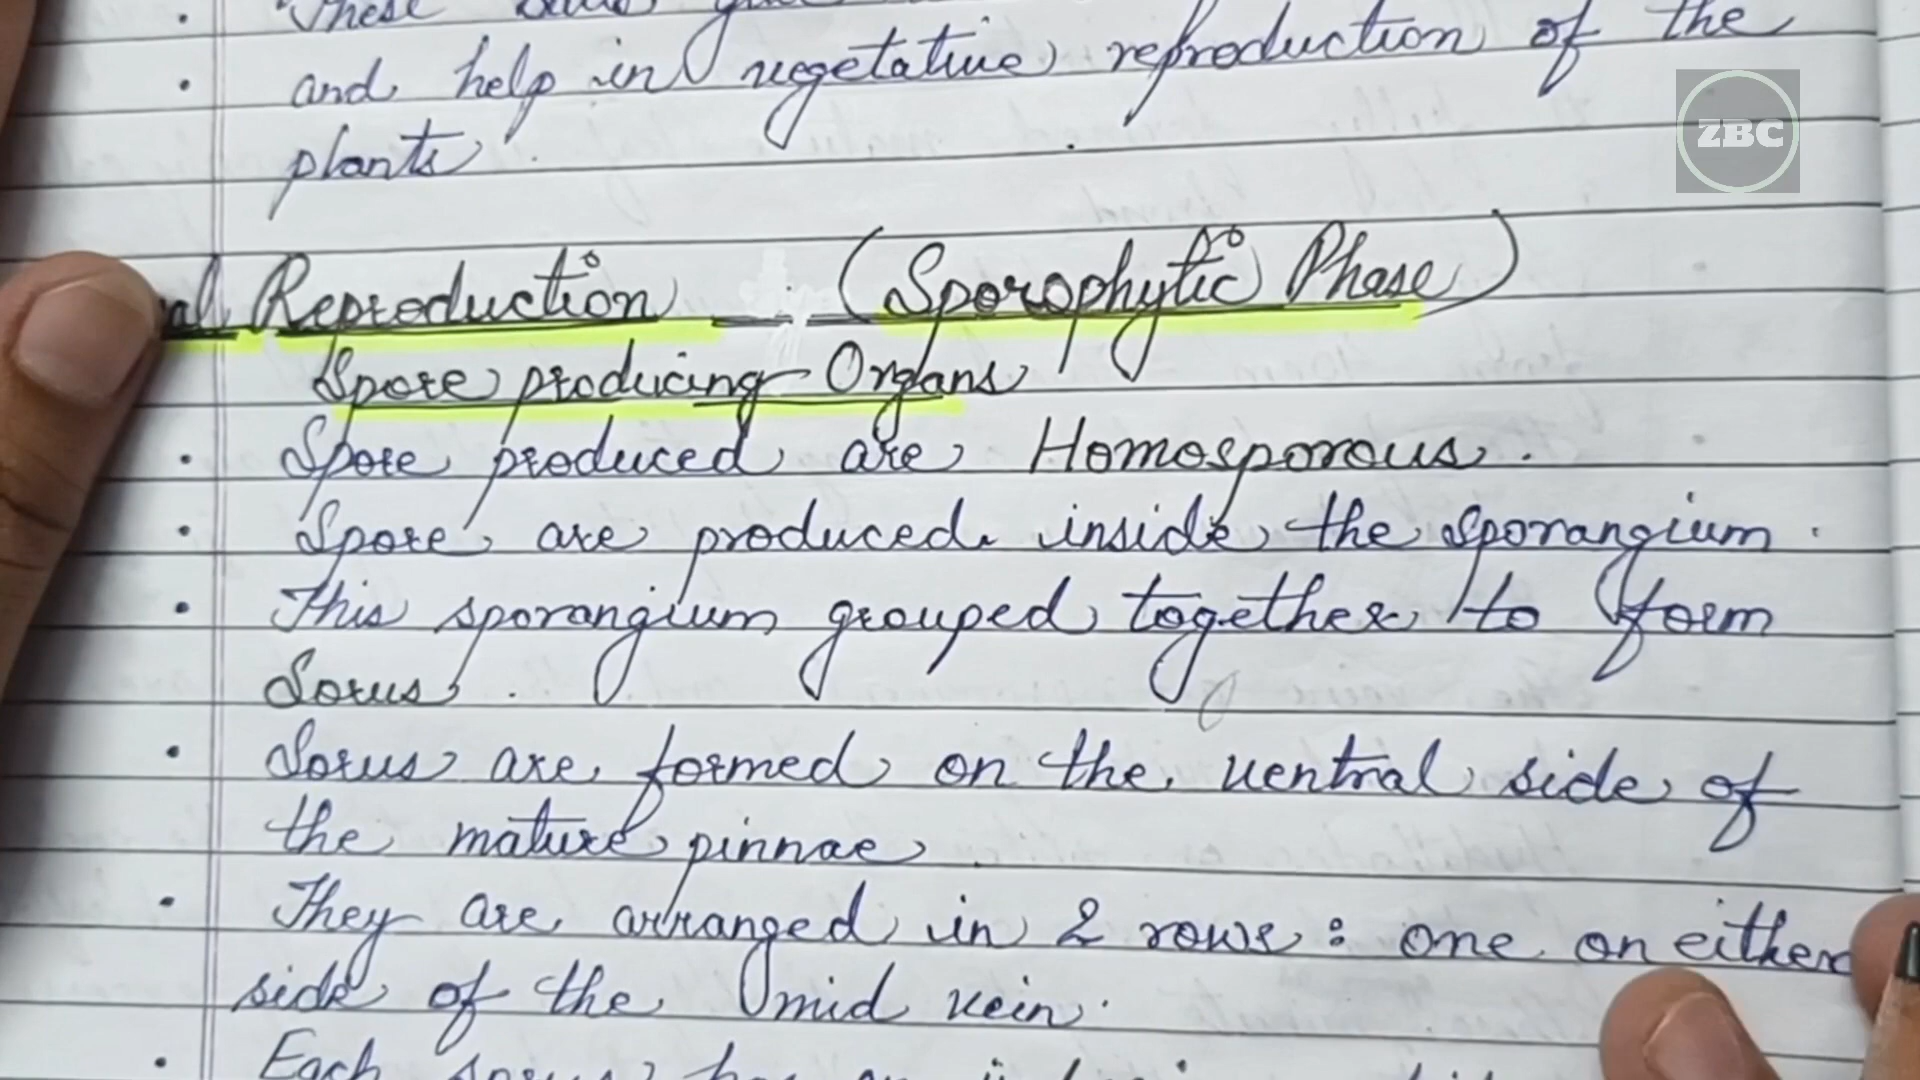 These
and help in vegetative reproduction of the
plants.
ZBC
al Reproduction (Sporophytic Phase)
Spore producing Organs
Spore produced are Homosporous.
Spore are produced inside the sporangium.
This sporangium grouped together to form
Sorus.
Sorus are formed on the ventral side of
the mature pinnae.
They are arranged in 2 rows: one on either
side of the mid vein.
Each